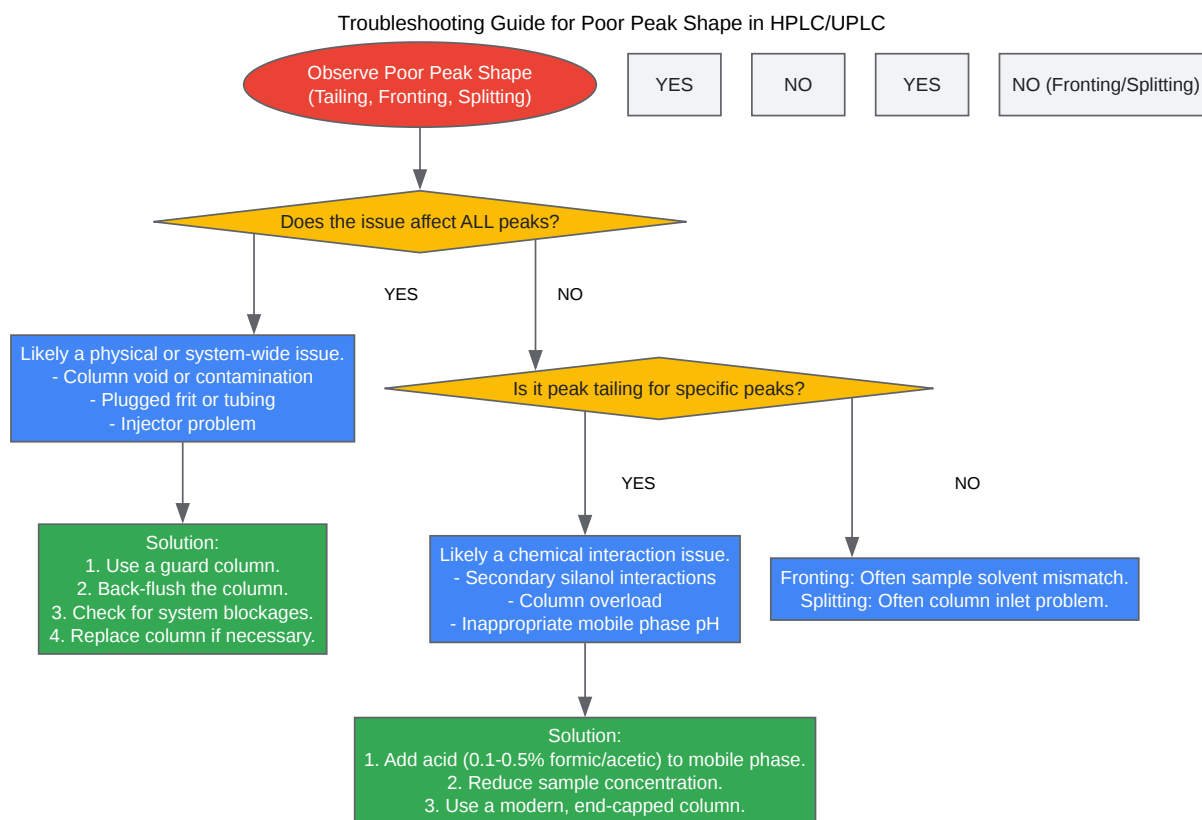 Troubleshooting Guide for Poor Peak Shape in HPLC/UPLC
Observe Poor Peak Shape
(Tailing, Fronting, Splitting)
YES
NO
YES
NO (Fronting/Splitting)
Does the issue affect ALL peaks?
YES
NO
Likely a physical or system-wide issue.
- Column void or contamination
- Plugged frit or tubing
- Injector problem
Is it peak tailing for specific peaks?
YES
NO
Solution:
1. Use a guard column.
2. Back-flush the column.
3. Check for system blockages.
4. Replace column if necessary.
Likely a chemical interaction issue.
- Secondary silanol interactions
- Column overload
- Inappropriate mobile phase pH
Fronting: Often sample solvent mismatch.
Splitting: Often column inlet problem.
Solution:
1. Add acid (0.1-0.5% formic/acetic) to mobile phase.
2. Reduce sample concentration.
3. Use a modern, end-capped column.